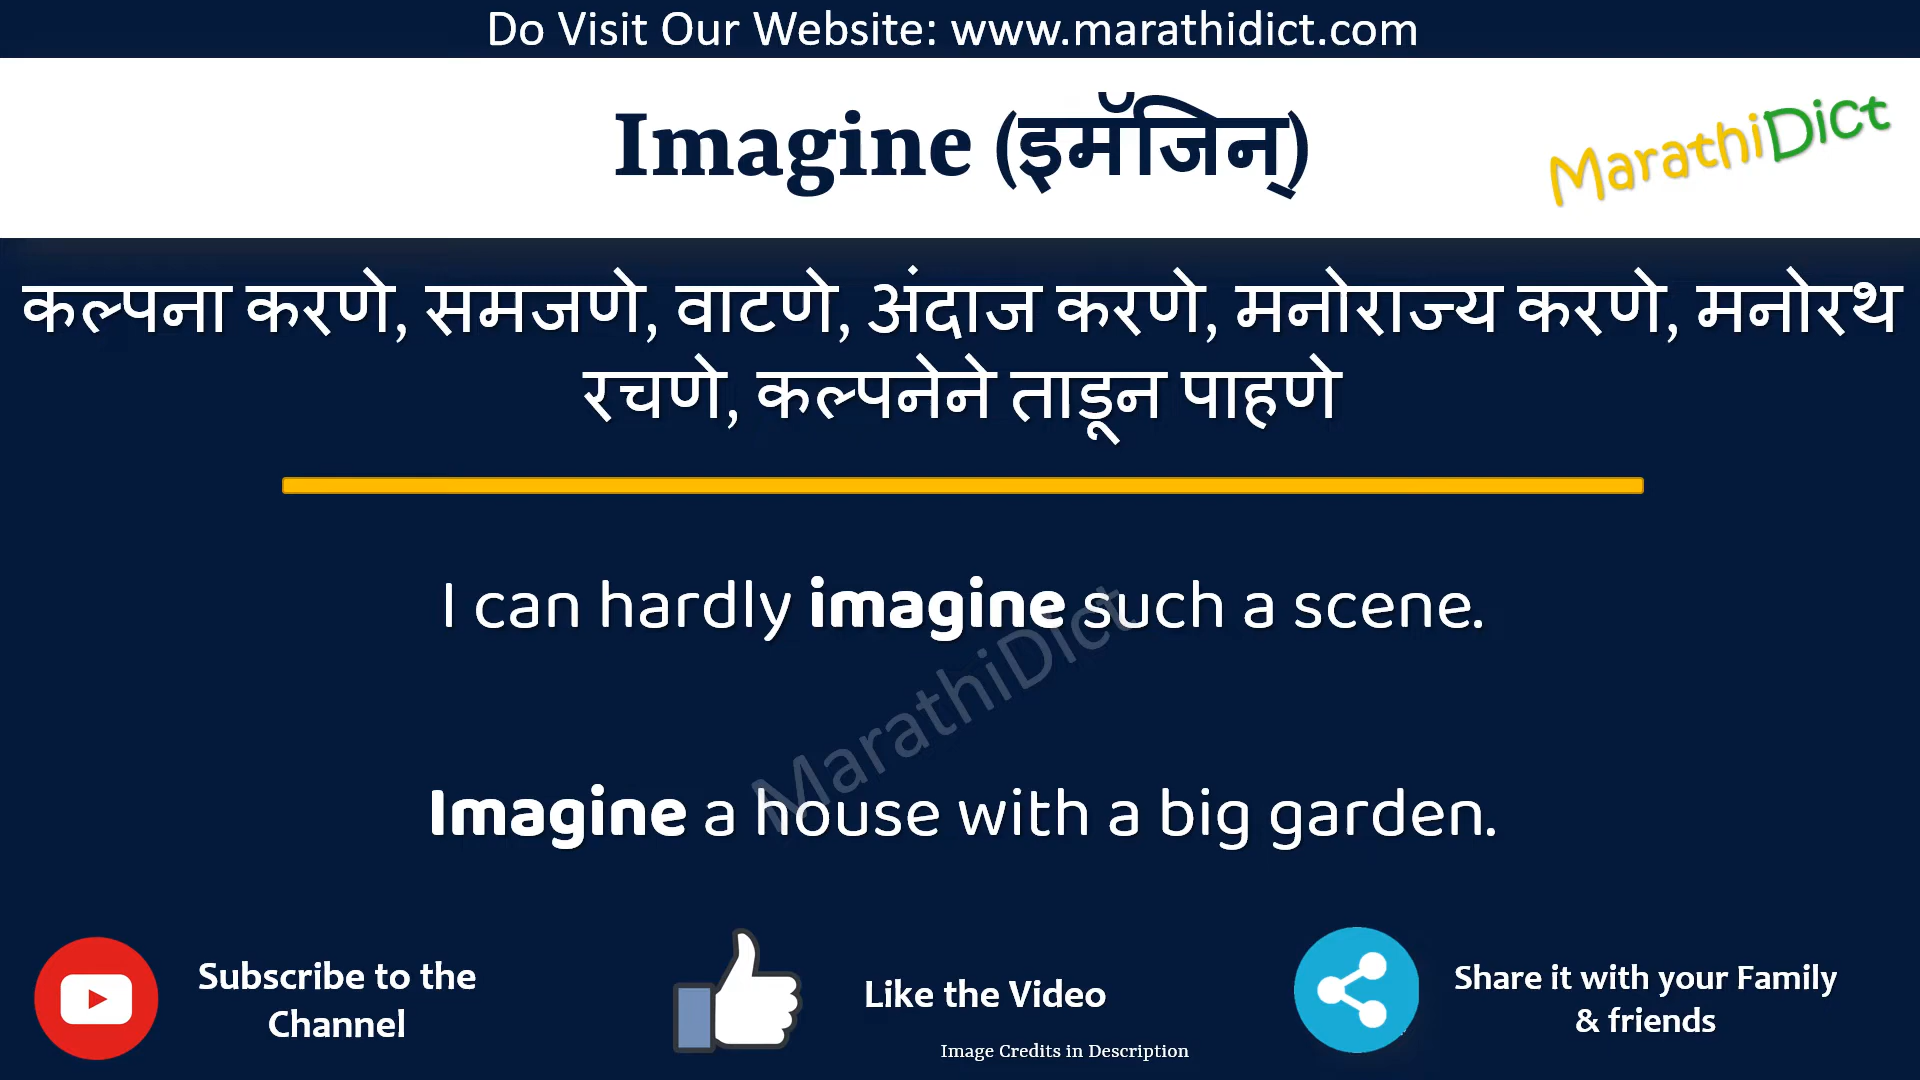 Do Visit Our Website: www.marathidict.com
Imagine (इमॅजिन्)
MarathiDict
कल्पना करणे, समजणे, वाटणे, अंदाज करणे, मनोराज्य करणे, मनोरथ
रचणे, कल्पनेने ताडून पाहणे
I can hardly imagine such a scene.
MarathiDict
Imagine a house with a big garden.
Subscribe to the
Channel
Like the Video
Share it with your Family
& friends
Image Credits in Description